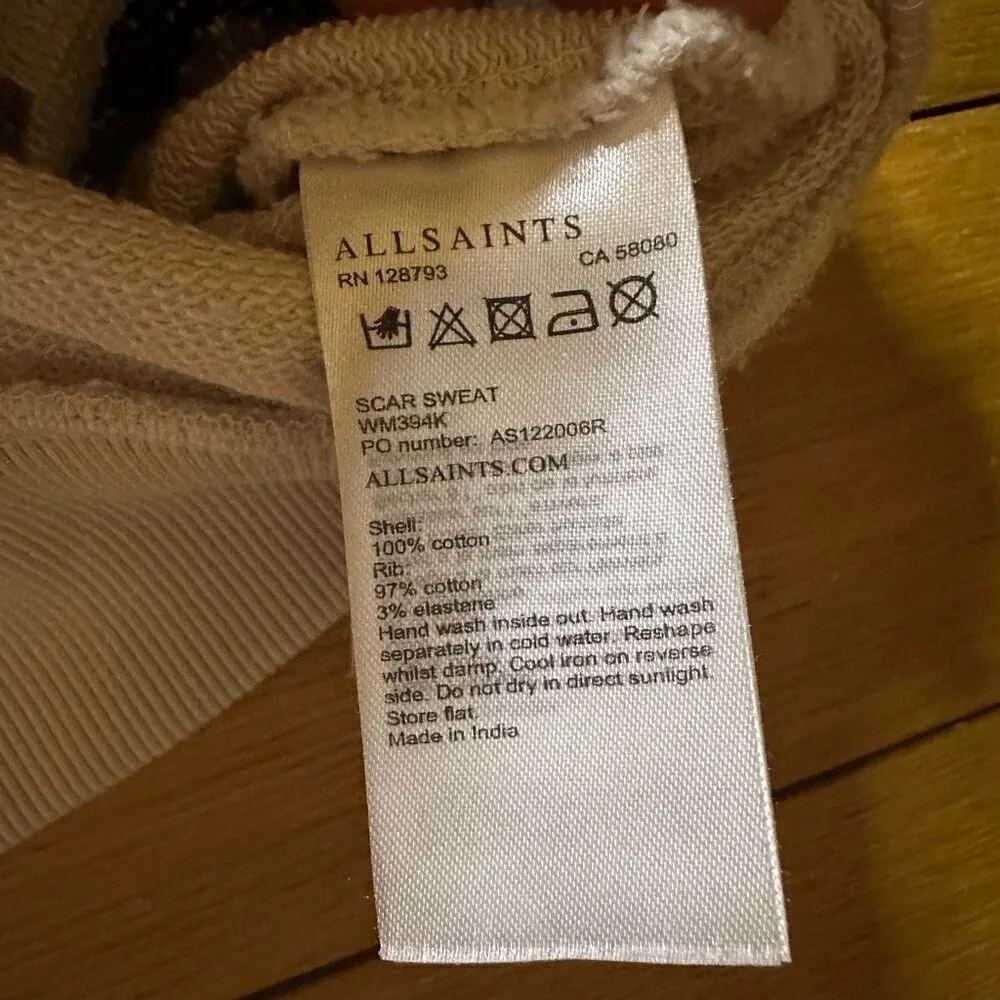 ALLSAINTS
RN 128793 CA 58080
SCAR SWEAT
WM394K
PO number: AS122006R
ALLSAINTS.COM
Shell:
100% cotton
Rib:
97% cotton
3% elastane
Hand wash inside out. Hand wash
separately in cold water. Reshape
whilst damp. Cool iron on reverse
side. Do not dry in direct sunlight.
Store flat.
Made in India